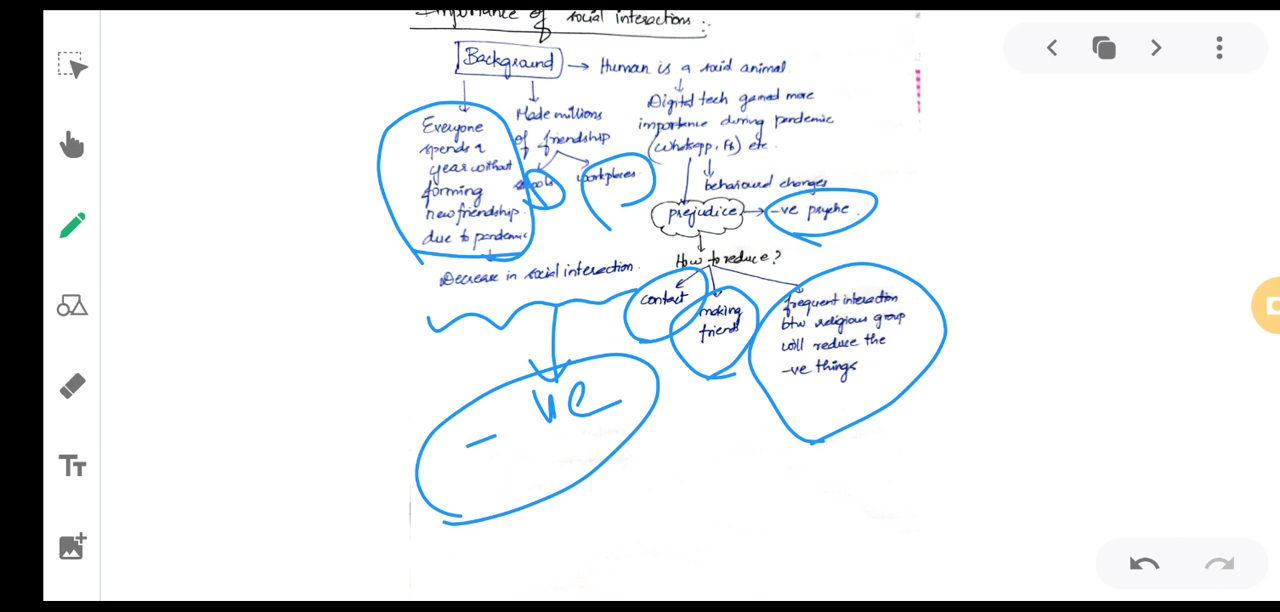 Importance of social interactions :-
Background → Human is a social animal
Everyone
spends a
year without
forming
new friendship
due to pandemic
Decrease in social interaction.
Made millions
of friendship
workplaces
Digital tech gained more
importance during pandemic
(Whatsapp, Fb) etc.
behavioural changes
prejudice → -ve psyche
How to reduce?
contact
making
friends
frequent interaction
btw religious group
will reduce the
-ve things
- ve
TT